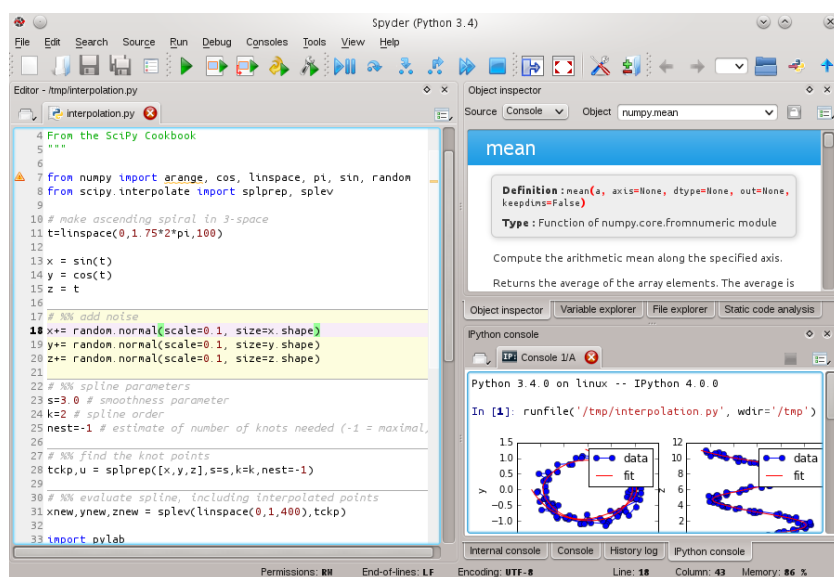 Spyder (Python 3.4)
File Edit Search Source Run Debug Consoles Tools View Help
Editor - /tmp/interpolation.py
interpolation.py
4 From the SciPy Cookbook
5 """
6
7 from numpy import arange, cos, linspace, pi, sin, random
8 from scipy.interpolate import splprep, splev
9
10 # make ascending spiral in 3-space
11 t=linspace(0,1.75*2*pi,100)
12
13 x = sin(t)
14 y = cos(t)
15 z = t
16
17 # %% add noise
18 x+= random.normal(scale=0.1, size=x.shape)
19 y+= random.normal(scale=0.1, size=y.shape)
20 z+= random.normal(scale=0.1, size=z.shape)
21
22 # %% spline parameters
23 s=3.0 # smoothness parameter
24 k=2 # spline order
25 nest=-1 # estimate of number of knots needed (-1 = maximal,
26
27 # %% find the knot points
28 tckp,u = splprep([x,y,z],s=s,k=k,nest=-1)
29
30 # %% evaluate spline, including interpolated points
31 xnew,ynew,znew = splev(linspace(0,1,400),tckp)
32
33 import pylab
Object inspector
Source Console Object numpy.mean
mean
Definition : mean(a, axis=None, dtype=None, out=None,
keepdims=False)
Type : Function of numpy.core.fromnumeric module
Compute the arithmetic mean along the specified axis.
Returns the average of the array elements. The average is
Object inspector Variable explorer File explorer Static code analysis
IPython console
IP: Console 1/A
Python 3.4.0 on linux -- IPython 4.0.0
In [1]: runfile('/tmp/interpolation.py', wdir='/tmp')
1.5
1.0
0.5
0.0
−0.5
−1.0
y
data
fit
12
10
8
6
4
2
z
data
fit
Internal console Console History log IPython console
Permissions: RW End-of-lines: LF Encoding: UTF-8 Line: 18 Column: 43 Memory: 86 %